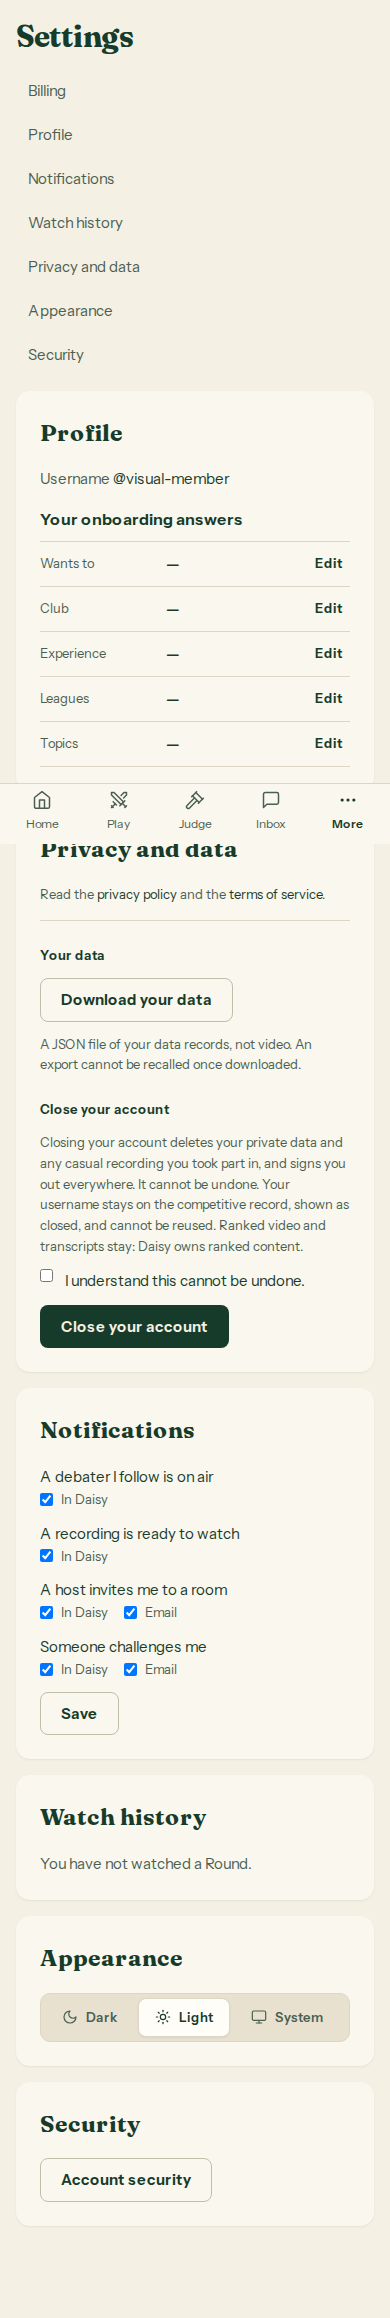 Settings
Billing
Profile
Notifications
Watch history
Privacy and data
Appearance
Security
Profile
Username @visual-member
Your onboarding answers
Wants to — Edit
Club — Edit
Experience — Edit
Leagues — Edit
Topics — Edit
Home Play Judge Inbox More
Privacy and data
Read the privacy policy and the terms of service.
Your data
Download your data
A JSON file of your data records, not video. An
export cannot be recalled once downloaded.
Close your account
Closing your account deletes your private data and
any casual recording you took part in, and signs you
out everywhere. It cannot be undone. Your
username stays on the competitive record, shown as
closed, and cannot be reused. Ranked video and
transcripts stay: Daisy owns ranked content.
I understand this cannot be undone.
Close your account
Notifications
A debater I follow is on air
In Daisy
A recording is ready to watch
In Daisy
A host invites me to a room
In Daisy Email
Someone challenges me
In Daisy Email
Save
Watch history
You have not watched a Round.
Appearance
Dark Light System
Security
Account security